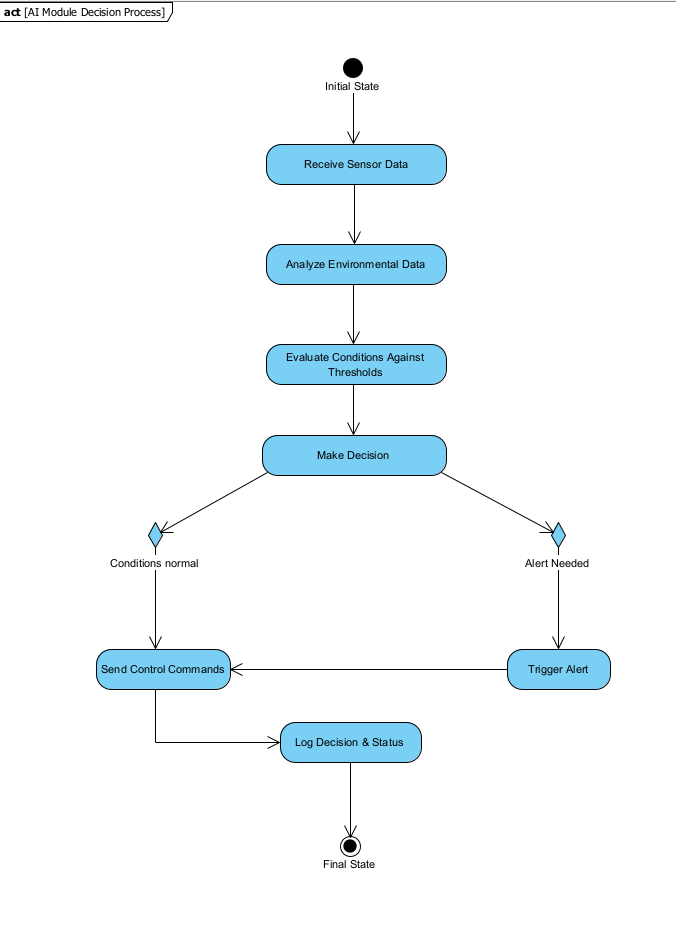 act [AI Module Decision Process]
Initial State
Receive Sensor Data
Analyze Environmental Data
Evaluate Conditions Against
Thresholds
Make Decision
Conditions normal
Alert Needed
Send Control Commands
Trigger Alert
Log Decision & Status
Final State